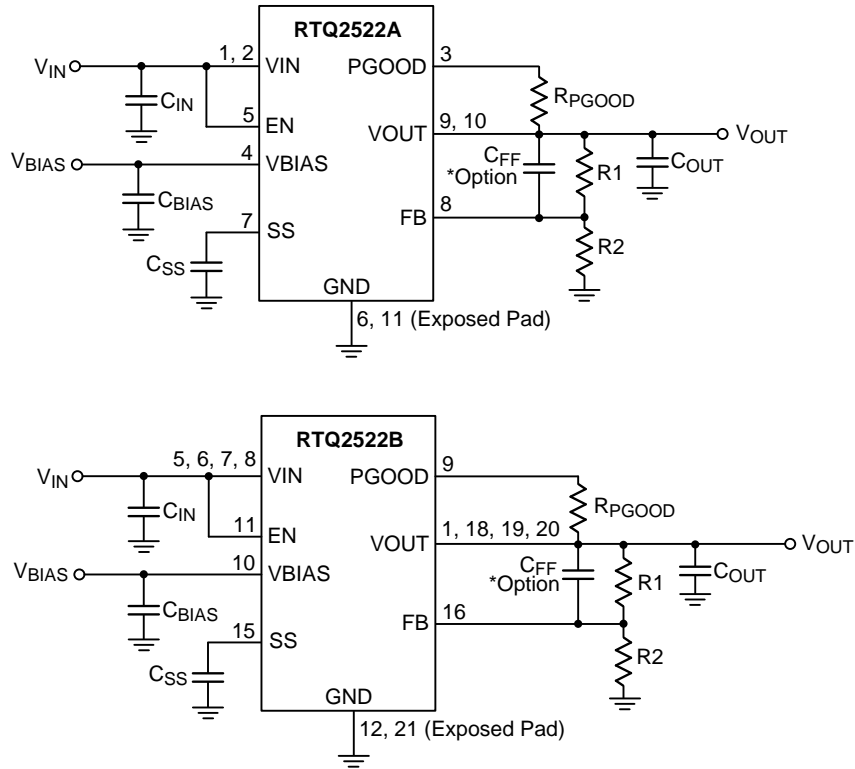 RTQ2522A
1, 2
VIN
PGOOD
3
VIN
CIN
RPGOOD
5
EN
VOUT
9, 10
VOUT
VBIAS
4
VBIAS
CFF
*Option
R1
COUT
CBIAS
7
SS
FB
8
CSS
R2
GND
6, 11 (Exposed Pad)
RTQ2522B
VIN
5, 6, 7, 8
VIN
PGOOD
9
CIN
RPGOOD
11
EN
VOUT
1, 18, 19, 20
VOUT
VBIAS
10
VBIAS
CFF
*Option
R1
COUT
CBIAS
15
SS
FB
16
CSS
R2
GND
12, 21 (Exposed Pad)